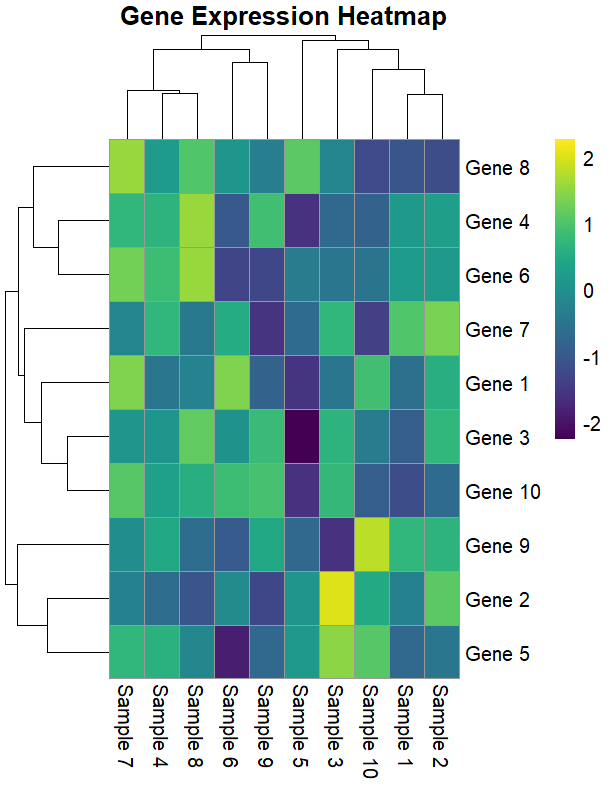 Gene Expression Heatmap
Gene 8
Gene 4
Gene 6
Gene 7
Gene 1
Gene 3
Gene 10
Gene 9
Gene 2
Gene 5
2
1
0
-1
-2
Sample 7
Sample 4
Sample 8
Sample 6
Sample 9
Sample 5
Sample 3
Sample 10
Sample 1
Sample 2